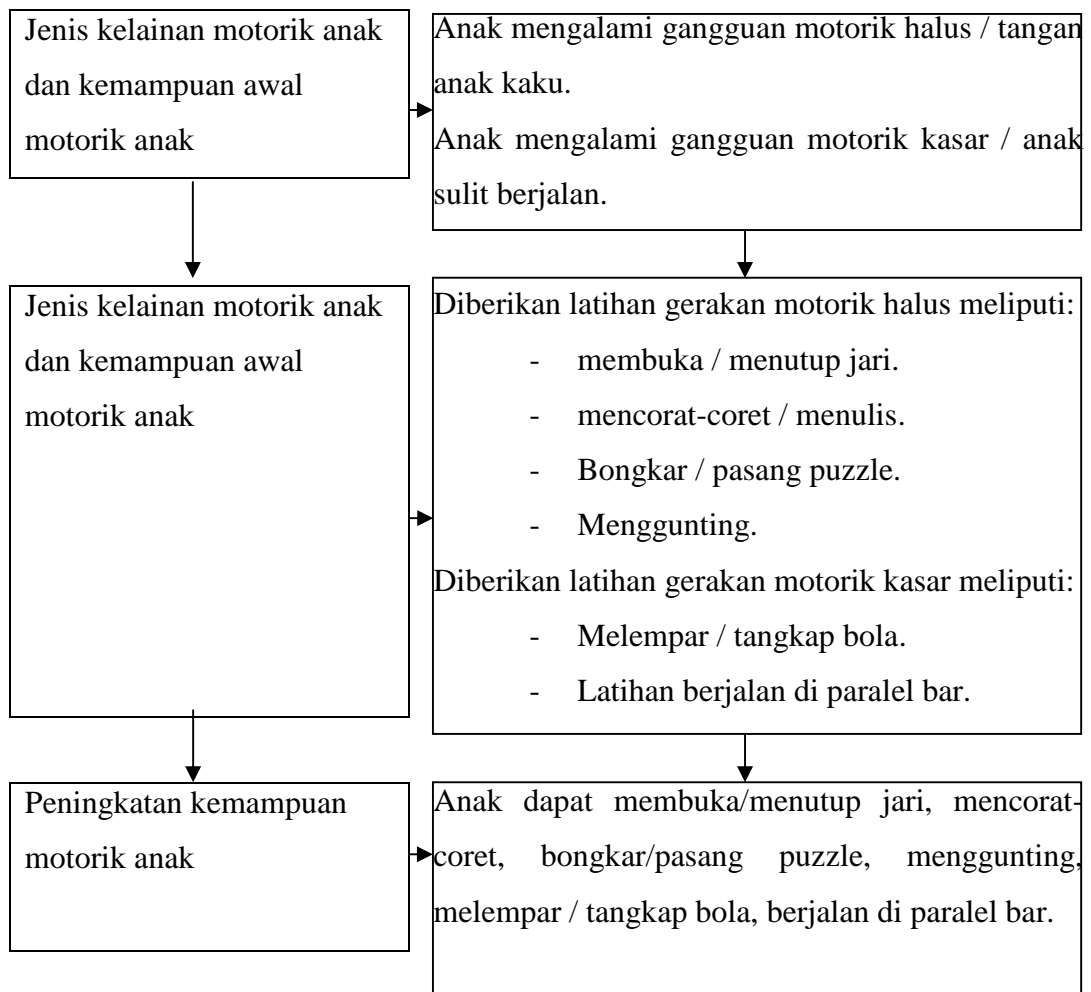 Jenis kelainan motorik anak
dan kemampuan awal
motorik anak
Anak mengalami gangguan motorik halus / tangan
anak kaku.
Anak mengalami gangguan motorik kasar / anak
sulit berjalan.
Jenis kelainan motorik anak
dan kemampuan awal
motorik anak
Diberikan latihan gerakan motorik halus meliputi:
- membuka / menutup jari.
- mencorat-coret / menulis.
- Bongkar / pasang puzzle.
- Menggunting.
Diberikan latihan gerakan motorik kasar meliputi:
- Melempar / tangkap bola.
- Latihan berjalan di paralel bar.
Peningkatan kemampuan
motorik anak
Anak dapat membuka/menutup jari, mencorat-
coret, bongkar/pasang puzzle, menggunting,
melempar / tangkap bola, berjalan di paralel bar.